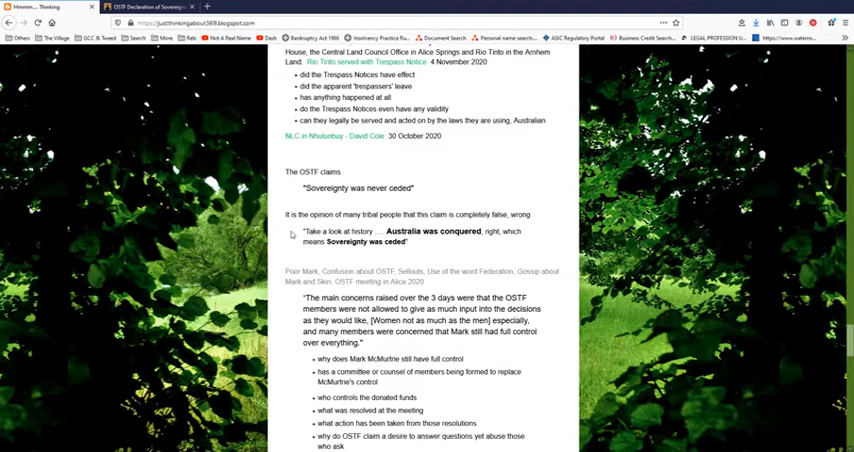 Hmmm.... Thinking
OSTF Declaration of Sovereignty
https://justthinkingabout369.blogspot.com
Others
The Village
GCC & Tweed
Search
More
Rels
Not A Real Name
Dash
Bankruptcy Act 1966
Insolvency Practice Ru
Document Search
Personal name search
ASIC Regulatory Portal
Business Credit Search
LEGAL PROFESSION U
https://www.waterns
House, the Central Land Council Office in Alice Springs and Rio Tinto in the Arnhem
Land Rio Tinto served with Trespass Notice 4 November 2020
• did the Trespass Notices have effect
• did the apparent 'trespassers' leave
• has anything happened at all
• do the Trespass Notices even have any validity
• can they legally be served and acted on by the laws they are using, Australian
NLC in Nhulunbuy - David Cole 30 October 2020
The OSTF claims
"Sovereignty was never ceded"
It is the opinion of many tribal people that this claim is completely false, wrong
"Take a look at history .... Australia was conquered, right, which
means Sovereignty was ceded"
Poor Mark, Confusion about OSTF, Sellouts, Use of the word Federation, Gossip about
Mark and Skin, OSTF meeting in Alice 2020
"The main concerns raised over the 3 days were that the OSTF
members were not allowed to give as much input into the decisions
as they would like, [Women not as much as the men] especially,
and many members were concerned that Mark still had full control
over everything."
• why does Mark McMurtrie still have full control
• has a committee or counsel of members being formed to replace
McMurtrie's control
• who controls the donated funds
• what was resolved at the meeting
• what action has been taken from those resolutions
• why do OSTF claim a desire to answer questions yet abuse those
who ask